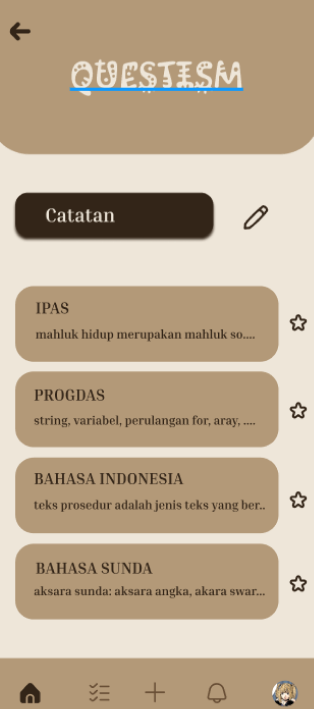 QUESTISM
Catatan
IPAS
mahluk hidup merupakan mahluk so....
PROGDAS
string, variabel, perulangan for, aray, ....
BAHASA INDONESIA
teks prosedur adalah jenis teks yang ber..
BAHASA SUNDA
aksara sunda: aksara angka, akara swar...